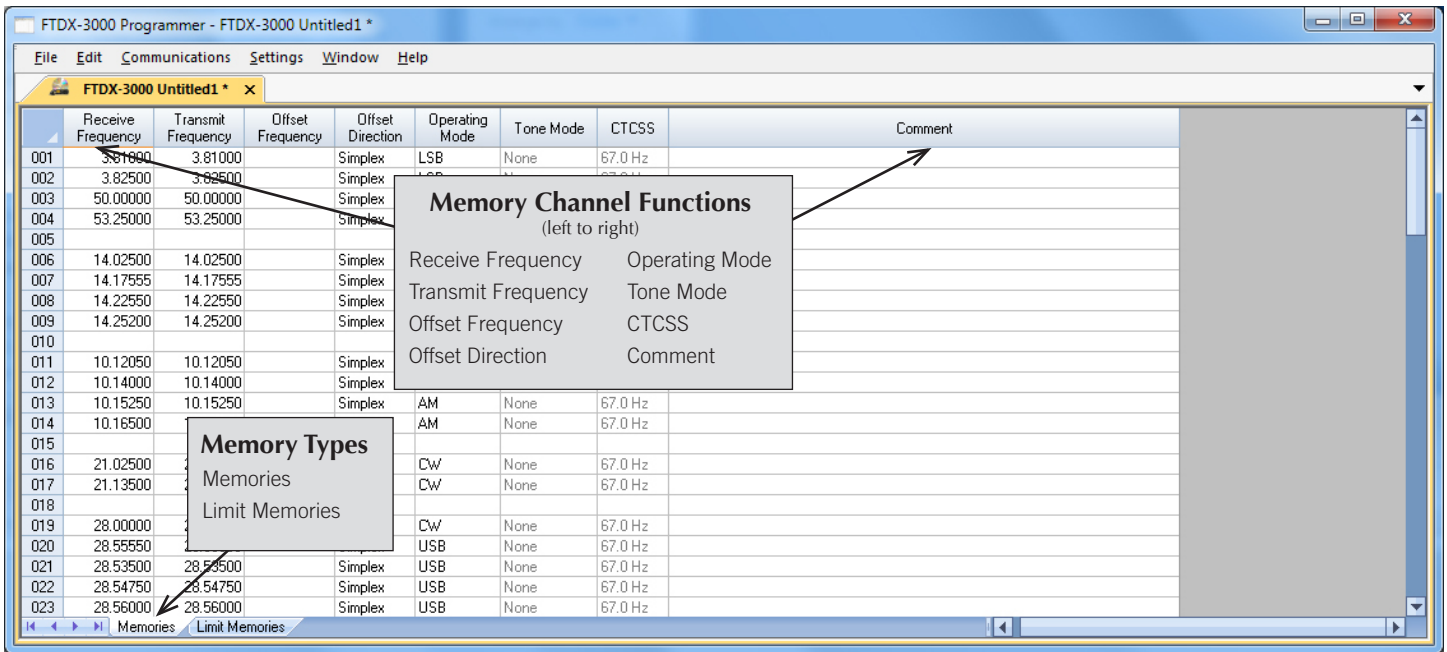 FTDX-3000 Programmer - FTDX-3000 Untitled1 *
File Edit Communications Settings Window Help
FTDX-3000 Untitled1 * x
Receive Frequency Transmit Frequency Offset Frequency Offset Direction Operating Mode Tone Mode CTCSS Comment
001 3.81000 3.81000 Simplex LSB None 67.0 Hz
002 3.82500 3.82500 Simplex
003 50.00000 50.00000 Simplex
004 53.25000 53.25000 Simplex
005
006 14.02500 14.02500 Simplex
007 14.17555 14.17555 Simplex
008 14.22550 14.22550 Simplex
009 14.25200 14.25200 Simplex
010
011 10.12050 10.12050 Simplex
012 10.14000 10.14000 Simplex
013 10.15250 10.15250 Simplex AM None 67.0 Hz
014 10.16500 AM None 67.0 Hz
015
016 21.02500 CW None 67.0 Hz
017 21.13500 CW None 67.0 Hz
018
019 28.00000 CW None 67.0 Hz
020 28.55550 USB None 67.0 Hz
021 28.53500 28.53500 Simplex USB None 67.0 Hz
022 28.54750 28.54750 Simplex USB None 67.0 Hz
023 28.56000 28.56000 Simplex USB None 67.0 Hz
Memories Limit Memories
Memory Channel Functions
(left to right)
Receive Frequency Operating Mode
Transmit Frequency Tone Mode
Offset Frequency CTCSS
Offset Direction Comment
Memory Types
Memories
Limit Memories